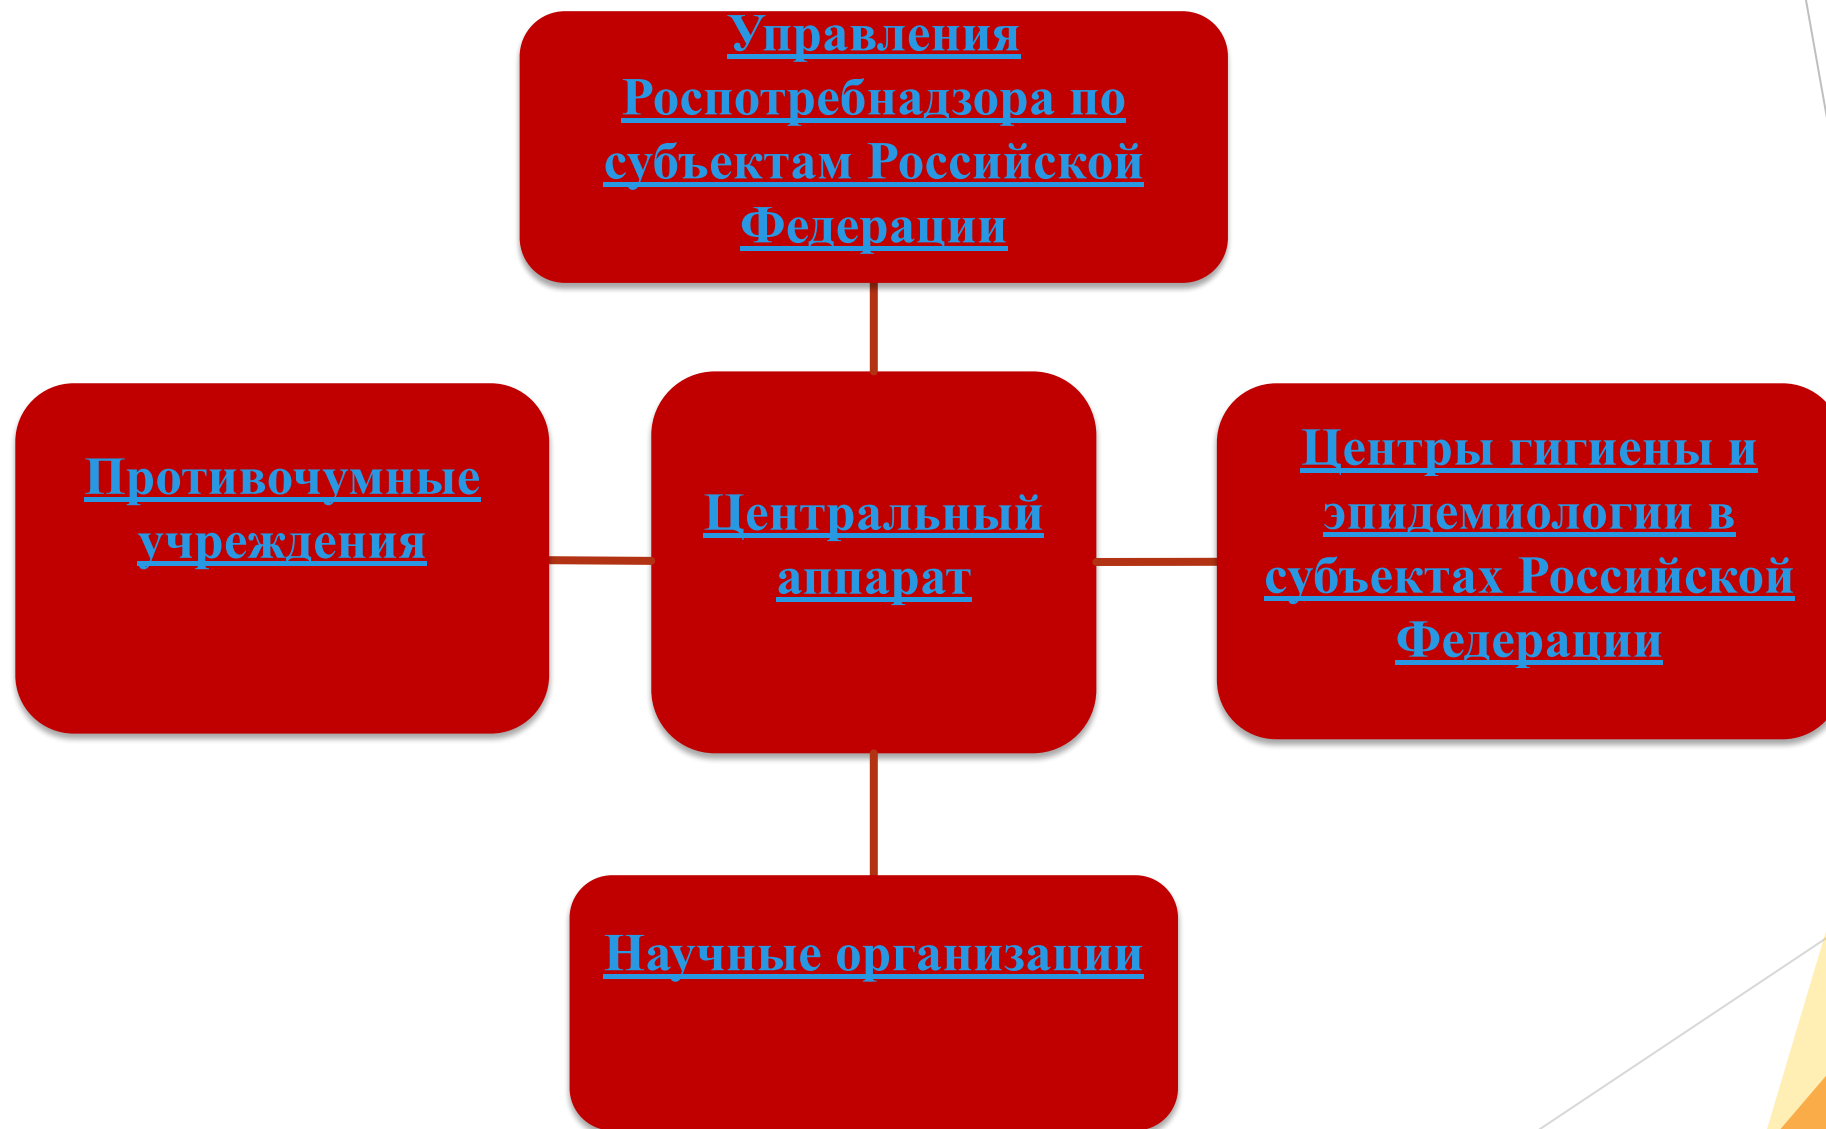 Управления
Роспотребнадзора по
субъектам Российской
Федерации
Противочумные
учреждения
Центральный
аппарат
Центры гигиены и
эпидемиологии в
субъектах Российской
Федерации
Научные организации